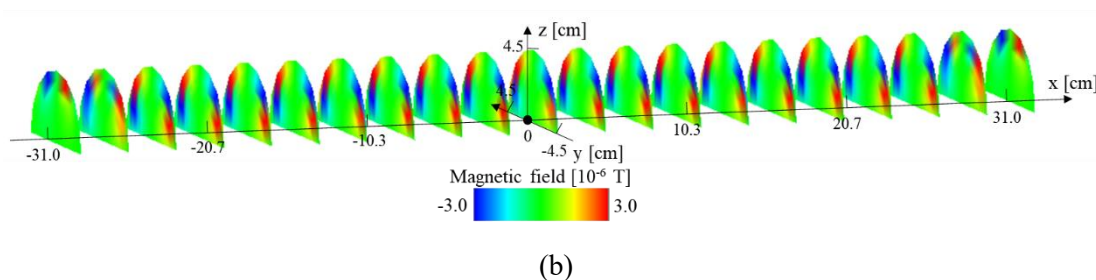 z [cm]
4.5
x [cm]
4.5
-31.0
-20.7
-10.3
0
-4.5
10.3
20.7
31.0
y [cm]
Magnetic field [10⁻⁶ T]
-3.0
3.0
(b)